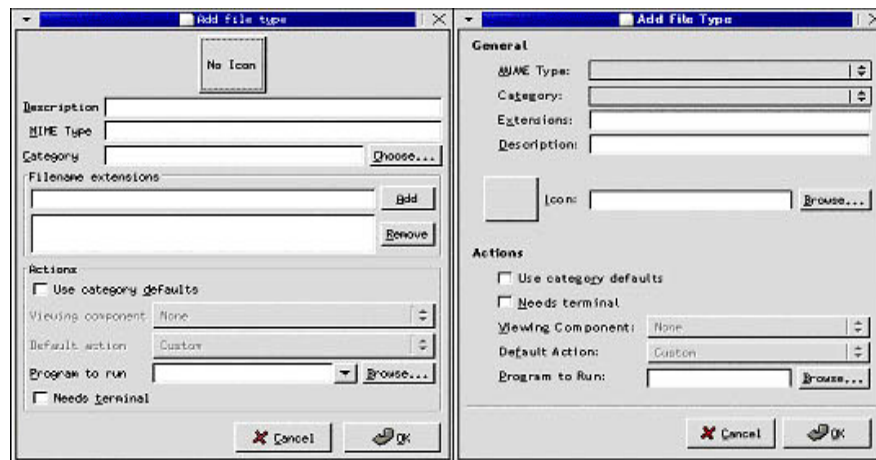 Add file type
No Icon
Description
MIME Type
Category
Choose...
Filename extensions
Add
Remove
Actions
Use category defaults
Viewing component
None
Default action
Custom
Program to run
Browse...
Needs terminal
Cancel
OK
Add File Type
General
MIME Type:
Category:
Extensions:
Description:
Icon:
Browse...
Actions
Use category defaults
Needs terminal
Viewing Component:
None
Default Action:
Custom
Program to Run:
Browse...
Cancel
OK